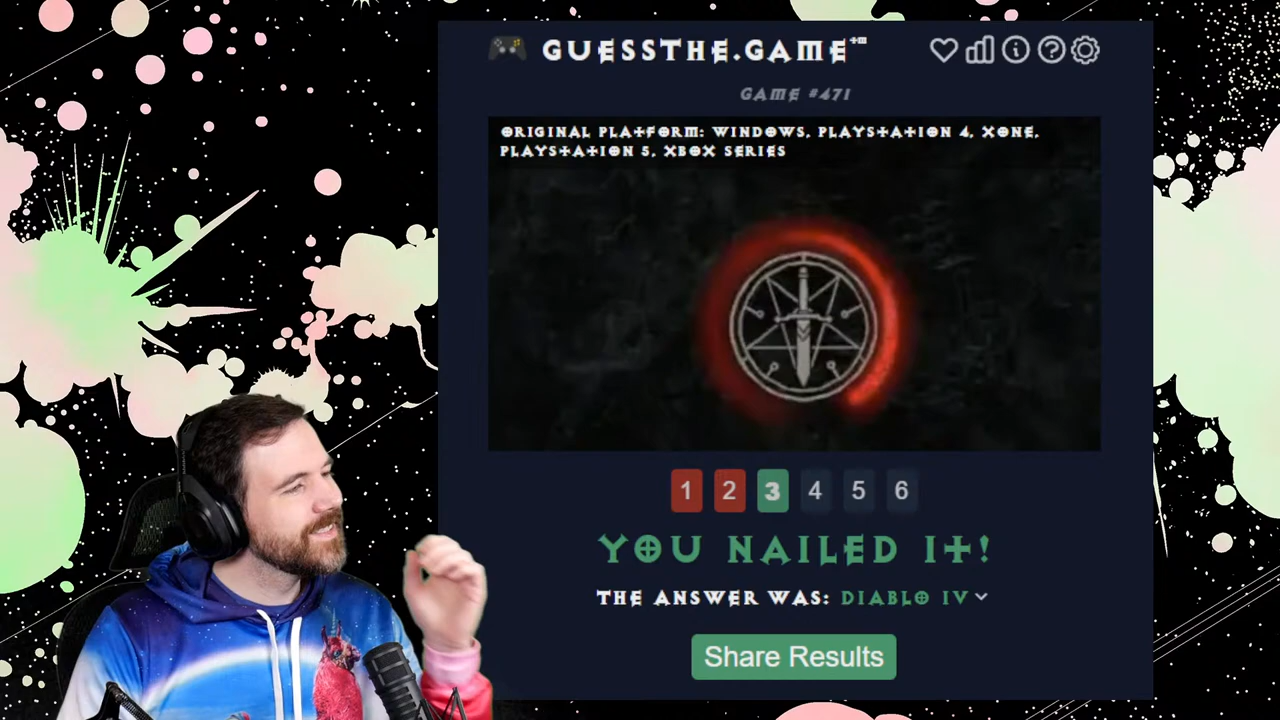 GUESSTHE.GAME™
GAME #471
ORIGINAL PLATFORM: WINDOWS, PLAYSTATION 4, XONE,
PLAYSTATION 5, XBOX SERIES
1 2 3 4 5 6
YOU NAILED IT!
THE ANSWER WAS: DIABLO IV
Share Results